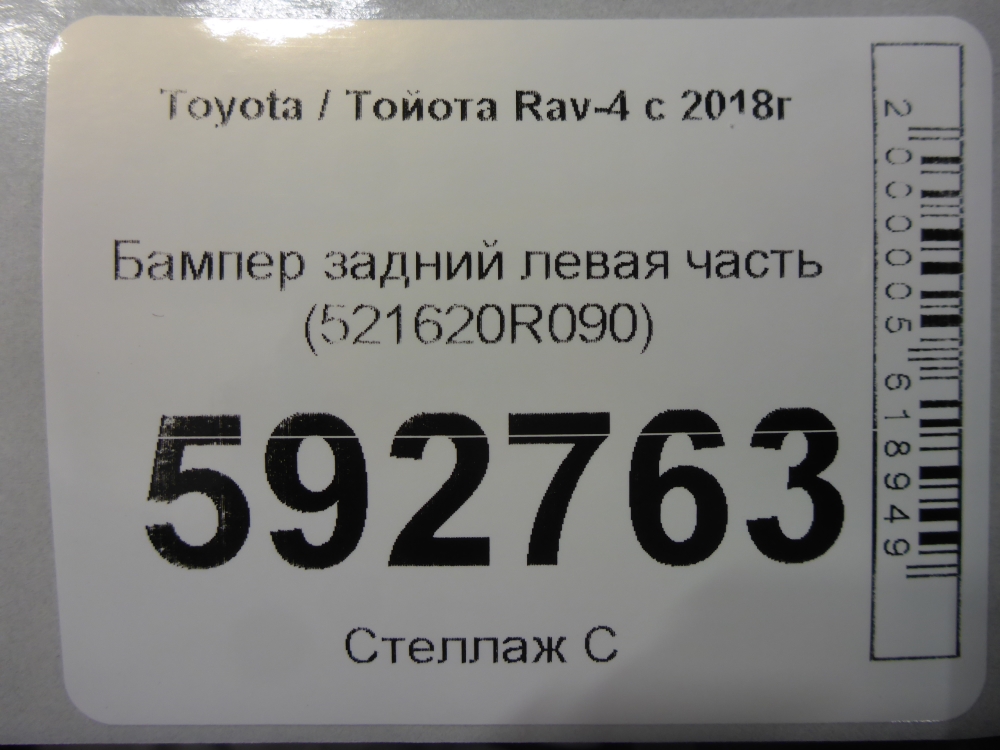 Toyota / Тойота Rav-4 с 2018г
Бампер задний левая часть
(521620R090)
592763
Стеллаж С
2000005618949